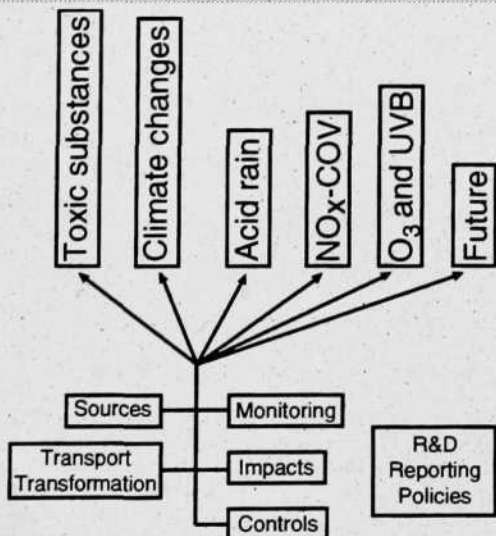 Toxic substances
Climate changes
Acid rain
NOx-COV
O3 and UVB
Future
Sources
Monitoring
Transport
Transformation
Impacts
Controls
R&D
Reporting
Policies